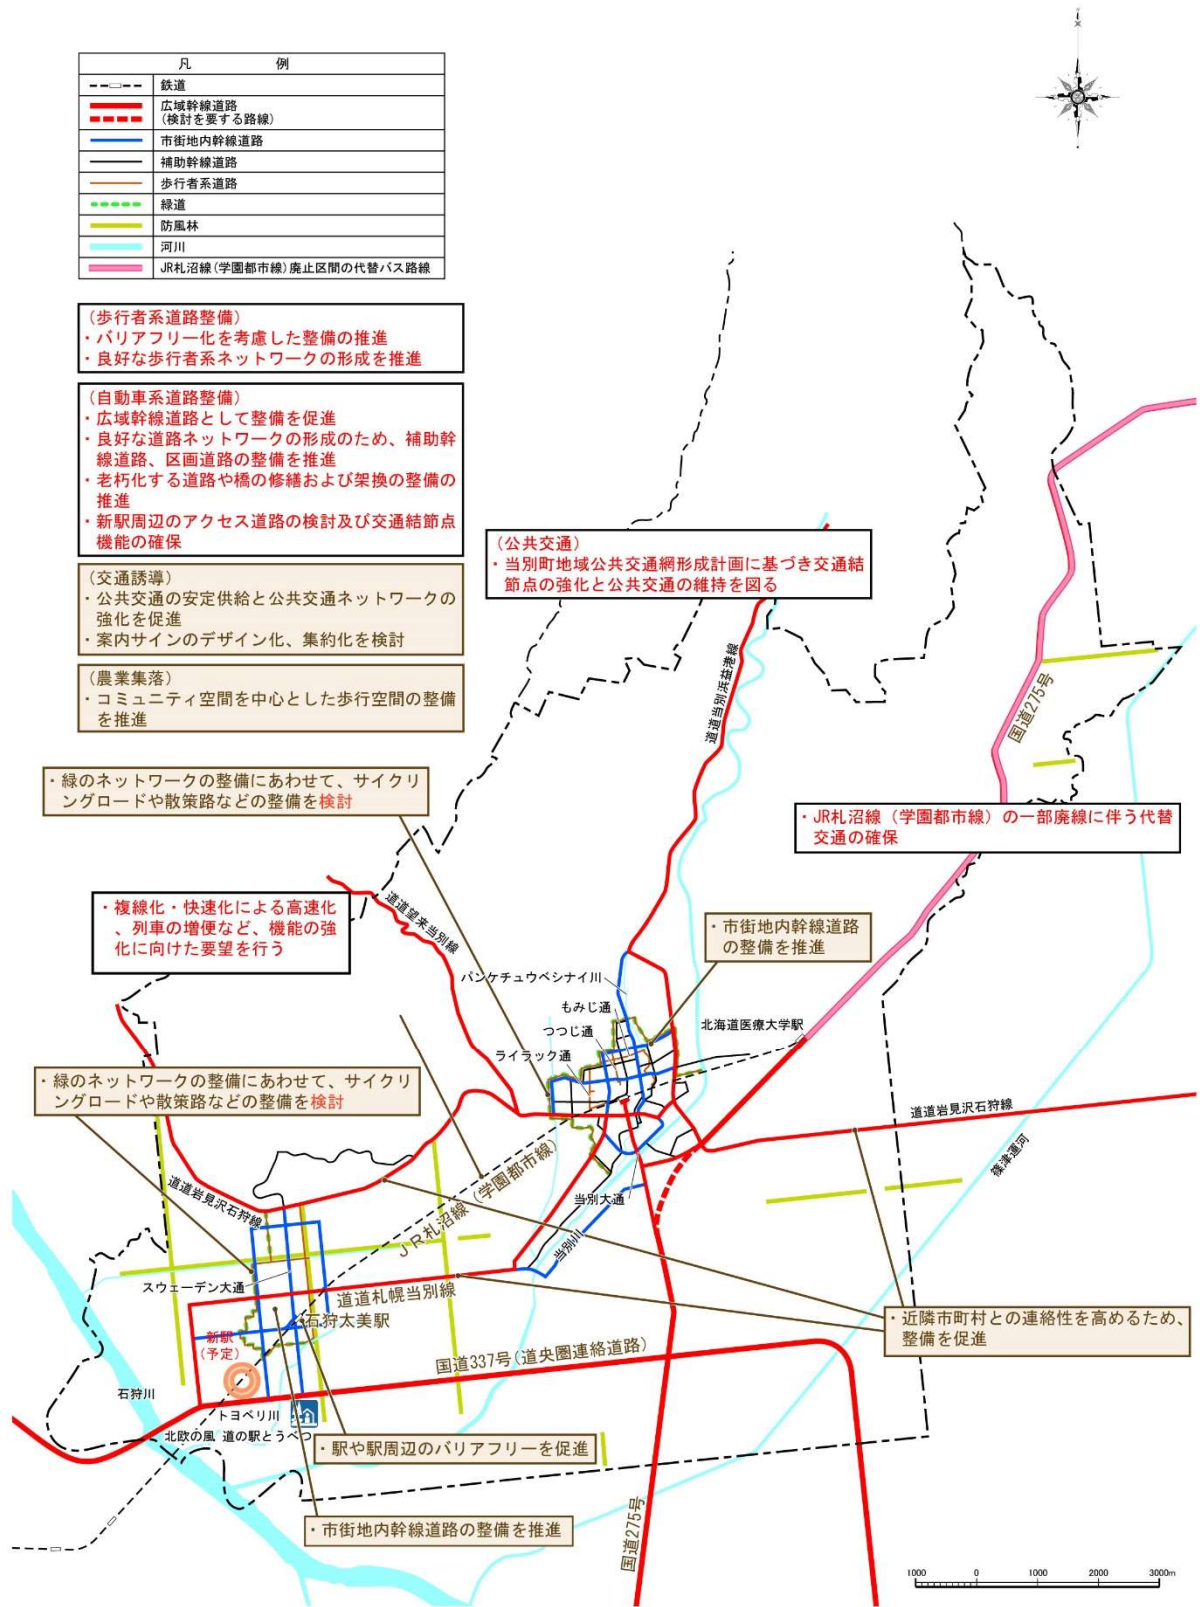 凡 例
鉄道
広域幹線道路
(検討を要する路線)
市街地内幹線道路
補助幹線道路
歩行者系道路
緑道
防風林
河川
JR札沼線(学園都市線)廃止区間の代替バス路線
(歩行者系道路整備)
・バリアフリー化を考慮した整備の推進
・良好な歩行者系ネットワークの形成を推進
(自動車系道路整備)
・広域幹線道路として整備を促進
・良好な道路ネットワークの形成のため、補助幹
線道路、区画道路の整備を推進
・老朽化する道路や橋の修繕および架換の整備の
推進
・新駅周辺のアクセス道路の検討及び交通結節点
機能の確保
(交通誘導)
・公共交通の安定供給と公共交通ネットワークの
強化を促進
・案内サインのデザイン化、集約化を検討
(農業集落)
・コミュニティ空間を中心とした歩行空間の整備
を推進
(公共交通)
・当別町地域公共交通網形成計画に基づき交通結
節点の強化と公共交通の維持を図る
道道当別浜益港線
国道275号
・緑のネットワークの整備にあわせて、サイクリ
ングロードや散策路などの整備を検討
・JR札沼線（学園都市線）の一部廃線に伴う代替
交通の確保
・複線化・快速化による高速化
、列車の増便など、機能の強
化に向けた要望を行う
道道望来当別線
・市街地内幹線道路
の整備を推進
パンケチュウベシナイ川
もみじ通
つつじ通
ライラック通
北海道医療大学駅
・緑のネットワークの整備にあわせて、サイクリ
ングロードや散策路などの整備を検討
道道岩見沢石狩線
篠津運河
道道岩見沢石狩線
JR札沼線（学園都市線）
当別大通
当別川
スウェーデン大通
道道札幌当別線
石狩太美駅
新駅
(予定)
・近隣市町村との連絡性を高めるため、
整備を促進
国道337号(道央圏連絡道路)
石狩川
トヨベリ川
北欧の風 道の駅とうべつ
・駅や駅周辺のバリアフリーを促進
・市街地内幹線道路の整備を推進
国道275号
1000 0 1000 2000 3000m